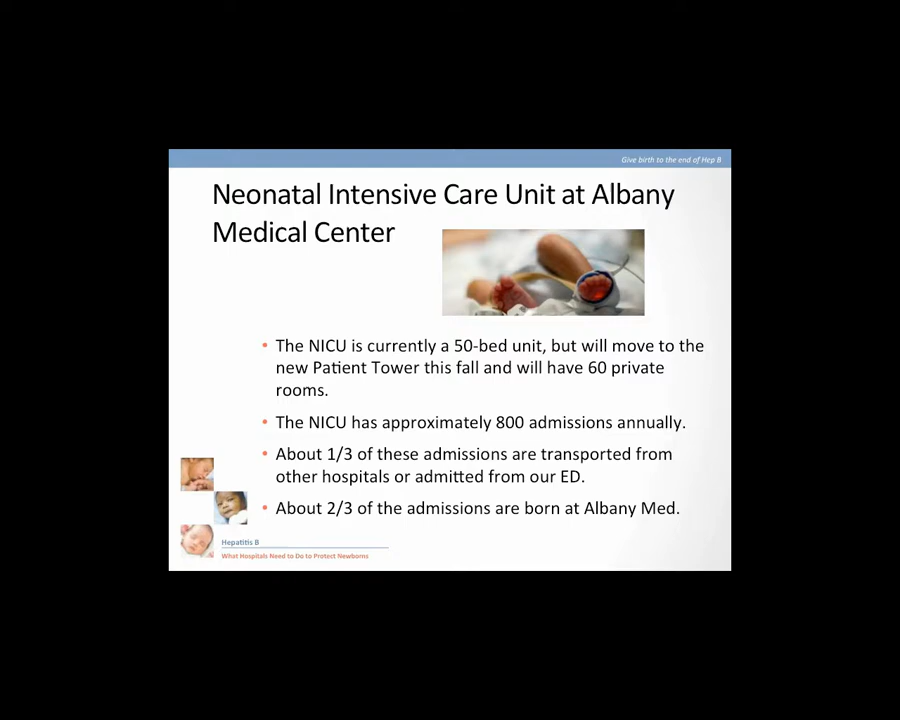 Give birth to the end of Hep B
Neonatal Intensive Care Unit at Albany
Medical Center
• The NICU is currently a 50-bed unit, but will move to the
new Patient Tower this fall and will have 60 private
rooms.
• The NICU has approximately 800 admissions annually.
• About 1/3 of these admissions are transported from
other hospitals or admitted from our ED.
• About 2/3 of the admissions are born at Albany Med.
Hepatitis B
What Hospitals Need to Do to Protect Newborns